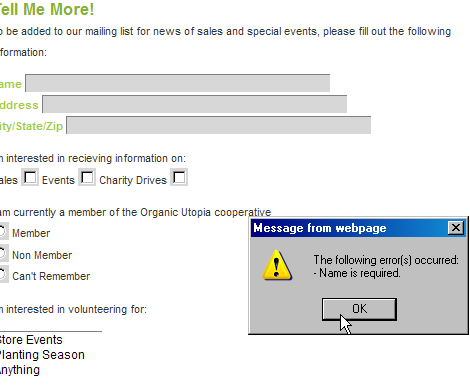 Tell Me More!
o be added to our mailing list for news of sales and special events, please fill out the following
nformation:
ame
ddress
ity/State/Zip
m interested in recieving information on:
ales Events Charity Drives
am currently a member of the Organic Utopia cooperative
Member
Non Member
Can't Remember
m interested in volunteering for:
tore Events
Planting Season
Anything
Message from webpage
The following error(s) occurred:
- Name is required.
OK